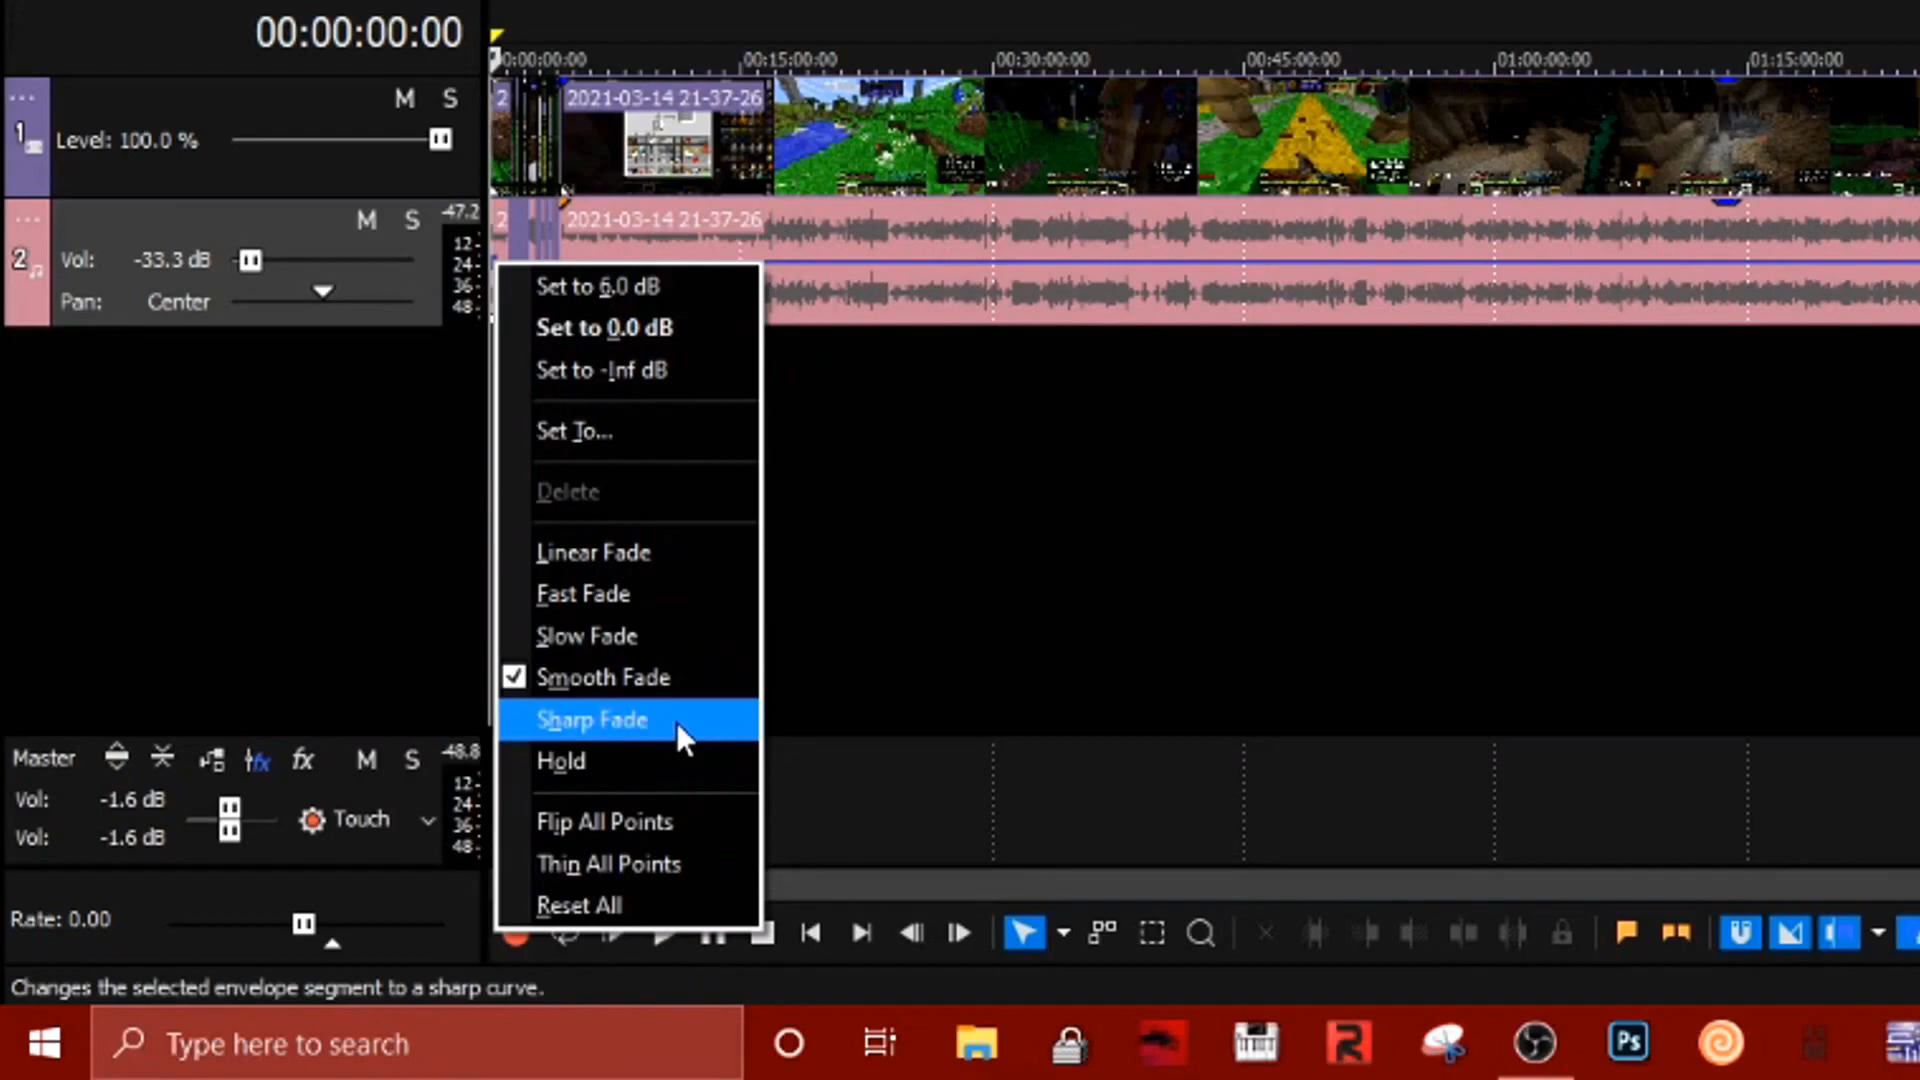 00:00:00:00
0:00:00:00 00:15:00:00 00:30:00:00 00:45:00:00 01:00:00:00 01:15:00:00
M S
2 2021-03-14 21-37-26
1
Level: 100.0 %
M S -47.2
2 2021-03-14 21-37-26
12-
2 Vol: -33.3 dB
24-
36-
Pan: Center
48-
Set to 6.0 dB
Set to 0.0 dB
Set to -Inf dB
Set To...
Delete
Linear Fade
Fast Fade
Slow Fade
Smooth Fade
Sharp Fade
Hold
Flip All Points
Thin All Points
Reset All
Master fx fx M S -48.8
12-
Vol: -1.6 dB
24-
Touch
36-
Vol: -1.6 dB
48-
Rate: 0.00
Changes the selected envelope segment to a sharp curve.
Type here to search
R
Ps